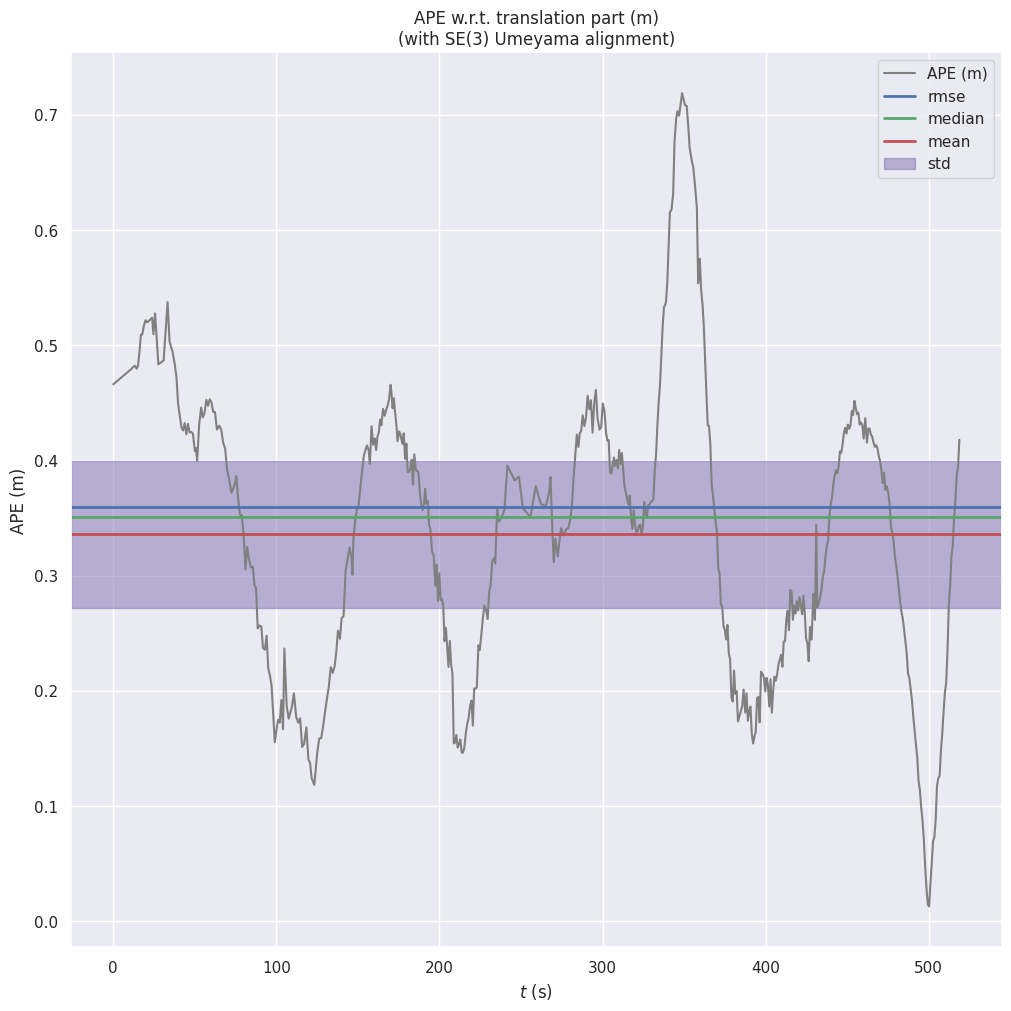 APE w.r.t. translation part (m)
(with SE(3) Umeyama alignment)
APE (m)
rmse
median
mean
std
APE (m)
0.7
0.6
0.5
0.4
0.3
0.2
0.1
0.0
0 100 200 300 400 500
t (s)